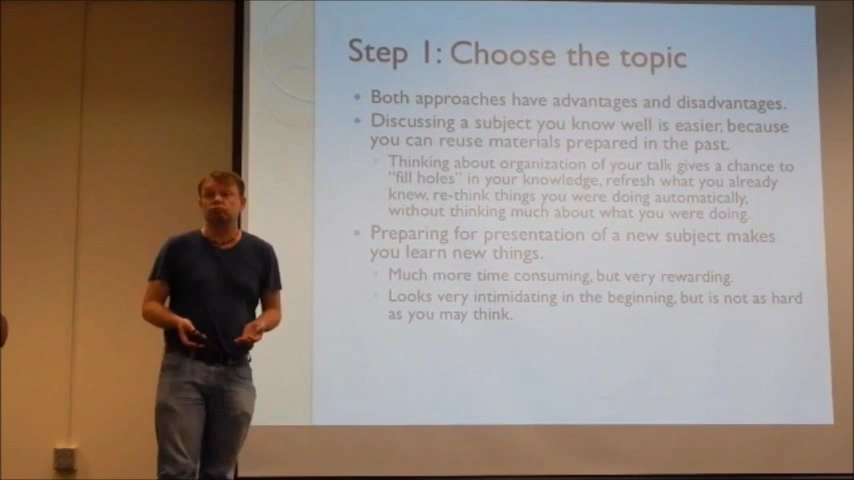 Step 1: Choose the topic
Both approaches have advantages and disadvantages.
Discussing a subject you know well is easier, because
you can reuse materials prepared in the past.
Thinking about organization of your talk gives a chance to
"fill holes" in your knowledge, refresh what you already
knew, re-think things you were doing automatically,
without thinking much about what you were doing.
Preparing for presentation of a new subject makes
you learn new things.
Much more time consuming, but very rewarding.
Looks very intimidating in the beginning, but is not as hard
as you may think.